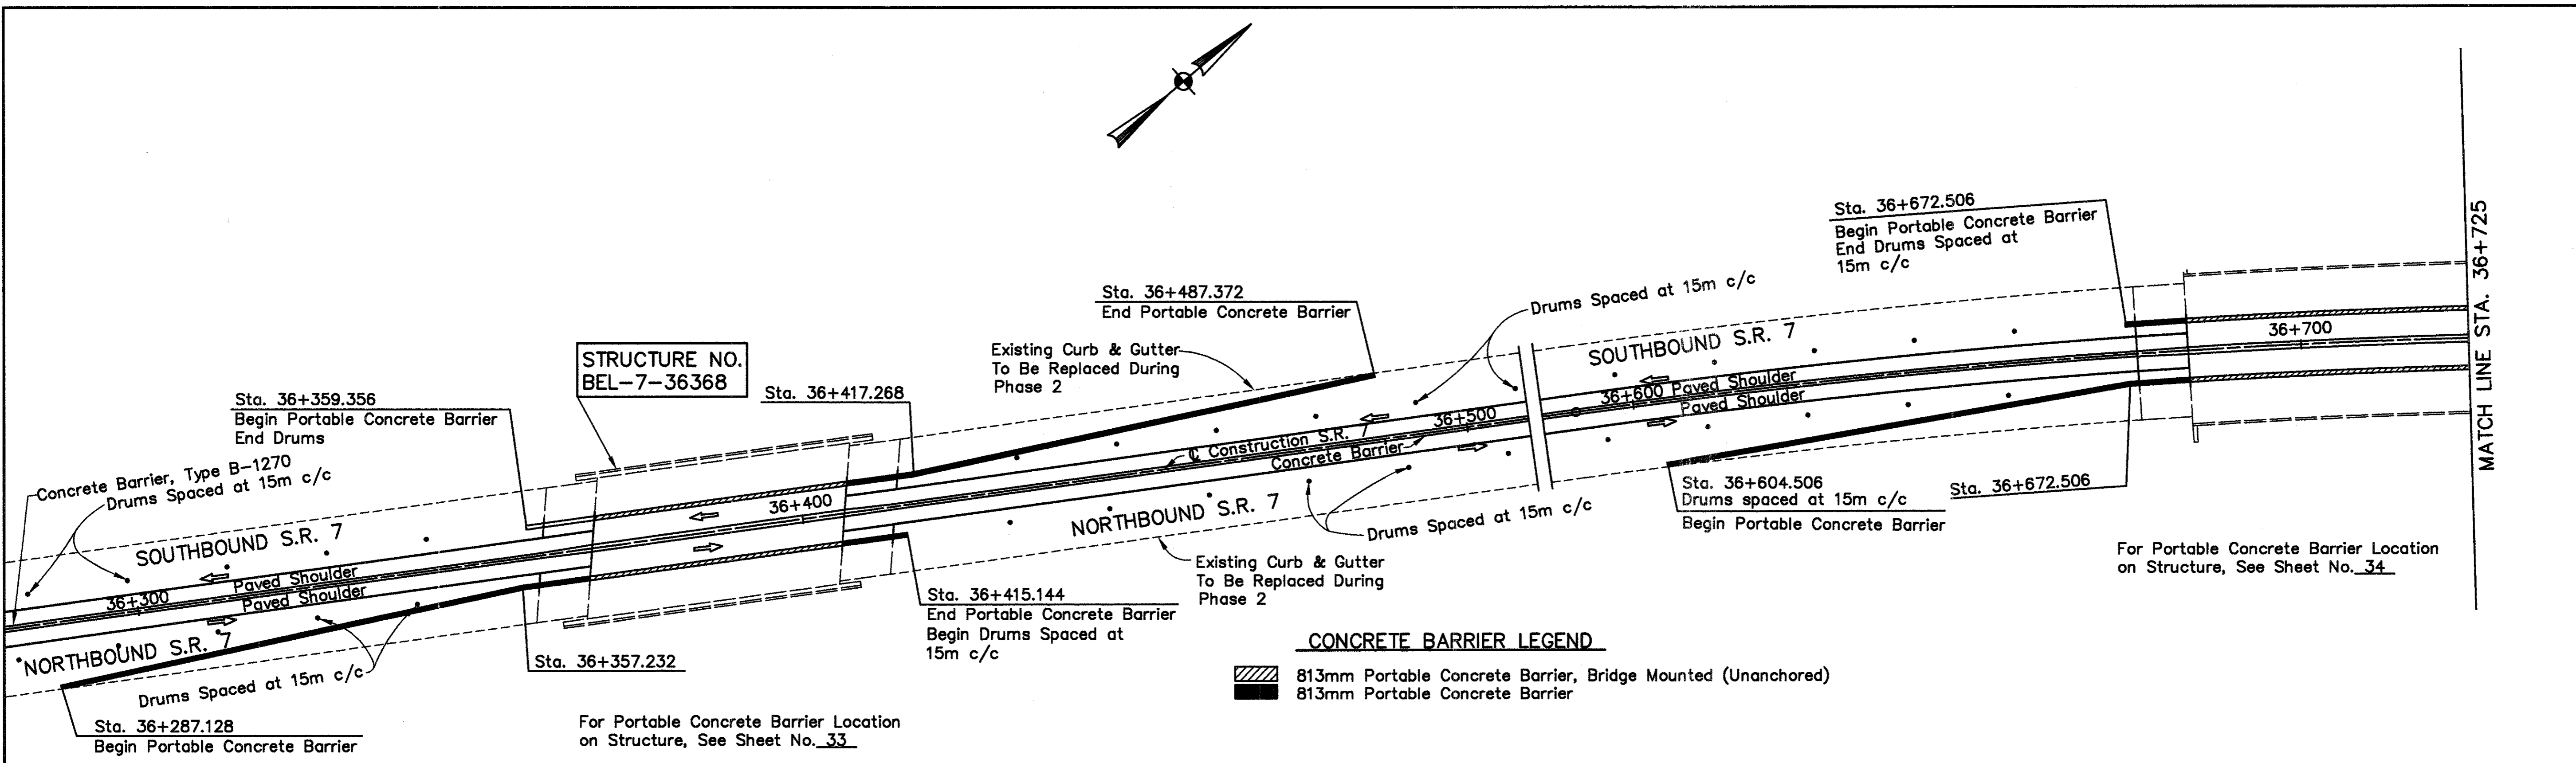 Sta. 36+672.506
Begin Portable Concrete Barrier
End Drums Spaced at
15m c/c
MATCH LINE STA. 36+725
Sta. 36+487.372
End Portable Concrete Barrier
Drums Spaced at 15m c/c
SOUTHBOUND S.R. 7
36+700
STRUCTURE NO.
BEL-7-36368
Existing Curb & Gutter
To Be Replaced During
Phase 2
Sta. 36+417.268
Sta. 36+359.356
Begin Portable Concrete Barrier
End Drums
36+600 Paved Shoulder
Paved Shoulder
36+500
℄ Construction S.R. 7
Concrete Barrier
Concrete Barrier, Type B-1270
Drums Spaced at 15m c/c
36+400
SOUTHBOUND S.R. 7
NORTHBOUND S.R. 7
Drums Spaced at 15m c/c
Sta. 36+604.506
Drums spaced at 15m c/c
Begin Portable Concrete Barrier
Sta. 36+672.506
For Portable Concrete Barrier Location
on Structure, See Sheet No. 34
Paved Shoulder
36+300
Paved Shoulder
Existing Curb & Gutter
To Be Replaced During
Phase 2
Sta. 36+415.144
End Portable Concrete Barrier
Begin Drums Spaced at
15m c/c
NORTHBOUND S.R. 7
Sta. 36+357.232
Drums Spaced at 15m c/c
Sta. 36+287.128
Begin Portable Concrete Barrier
For Portable Concrete Barrier Location
on Structure, See Sheet No. 33
CONCRETE BARRIER LEGEND
813mm Portable Concrete Barrier, Bridge Mounted (Unanchored)
813mm Portable Concrete Barrier